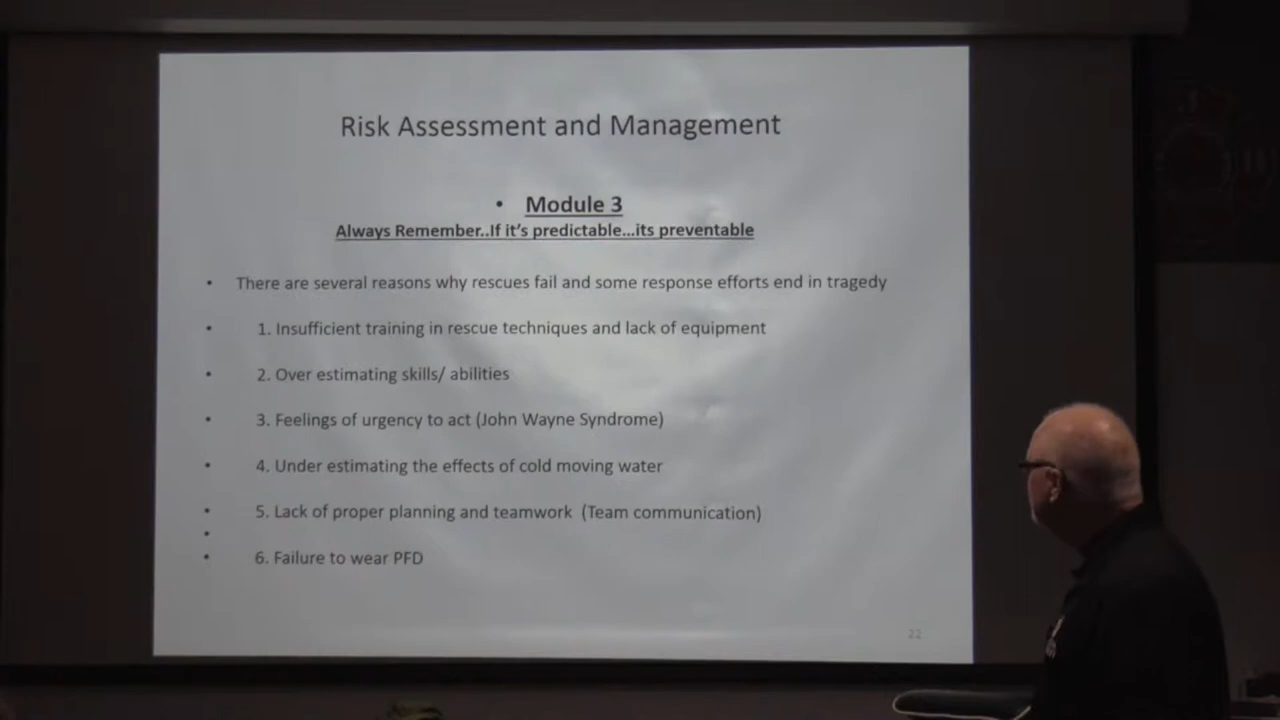 Risk Assessment and Management
• Module 3
Always Remember..If it's predictable...its preventable
• There are several reasons why rescues fail and some response efforts end in tragedy
• 1. Insufficient training in rescue techniques and lack of equipment
• 2. Over estimating skills/ abilities
• 3. Feelings of urgency to act (John Wayne Syndrome)
• 4. Under estimating the effects of cold moving water
• 5. Lack of proper planning and teamwork (Team communication)
•
• 6. Failure to wear PFD
22